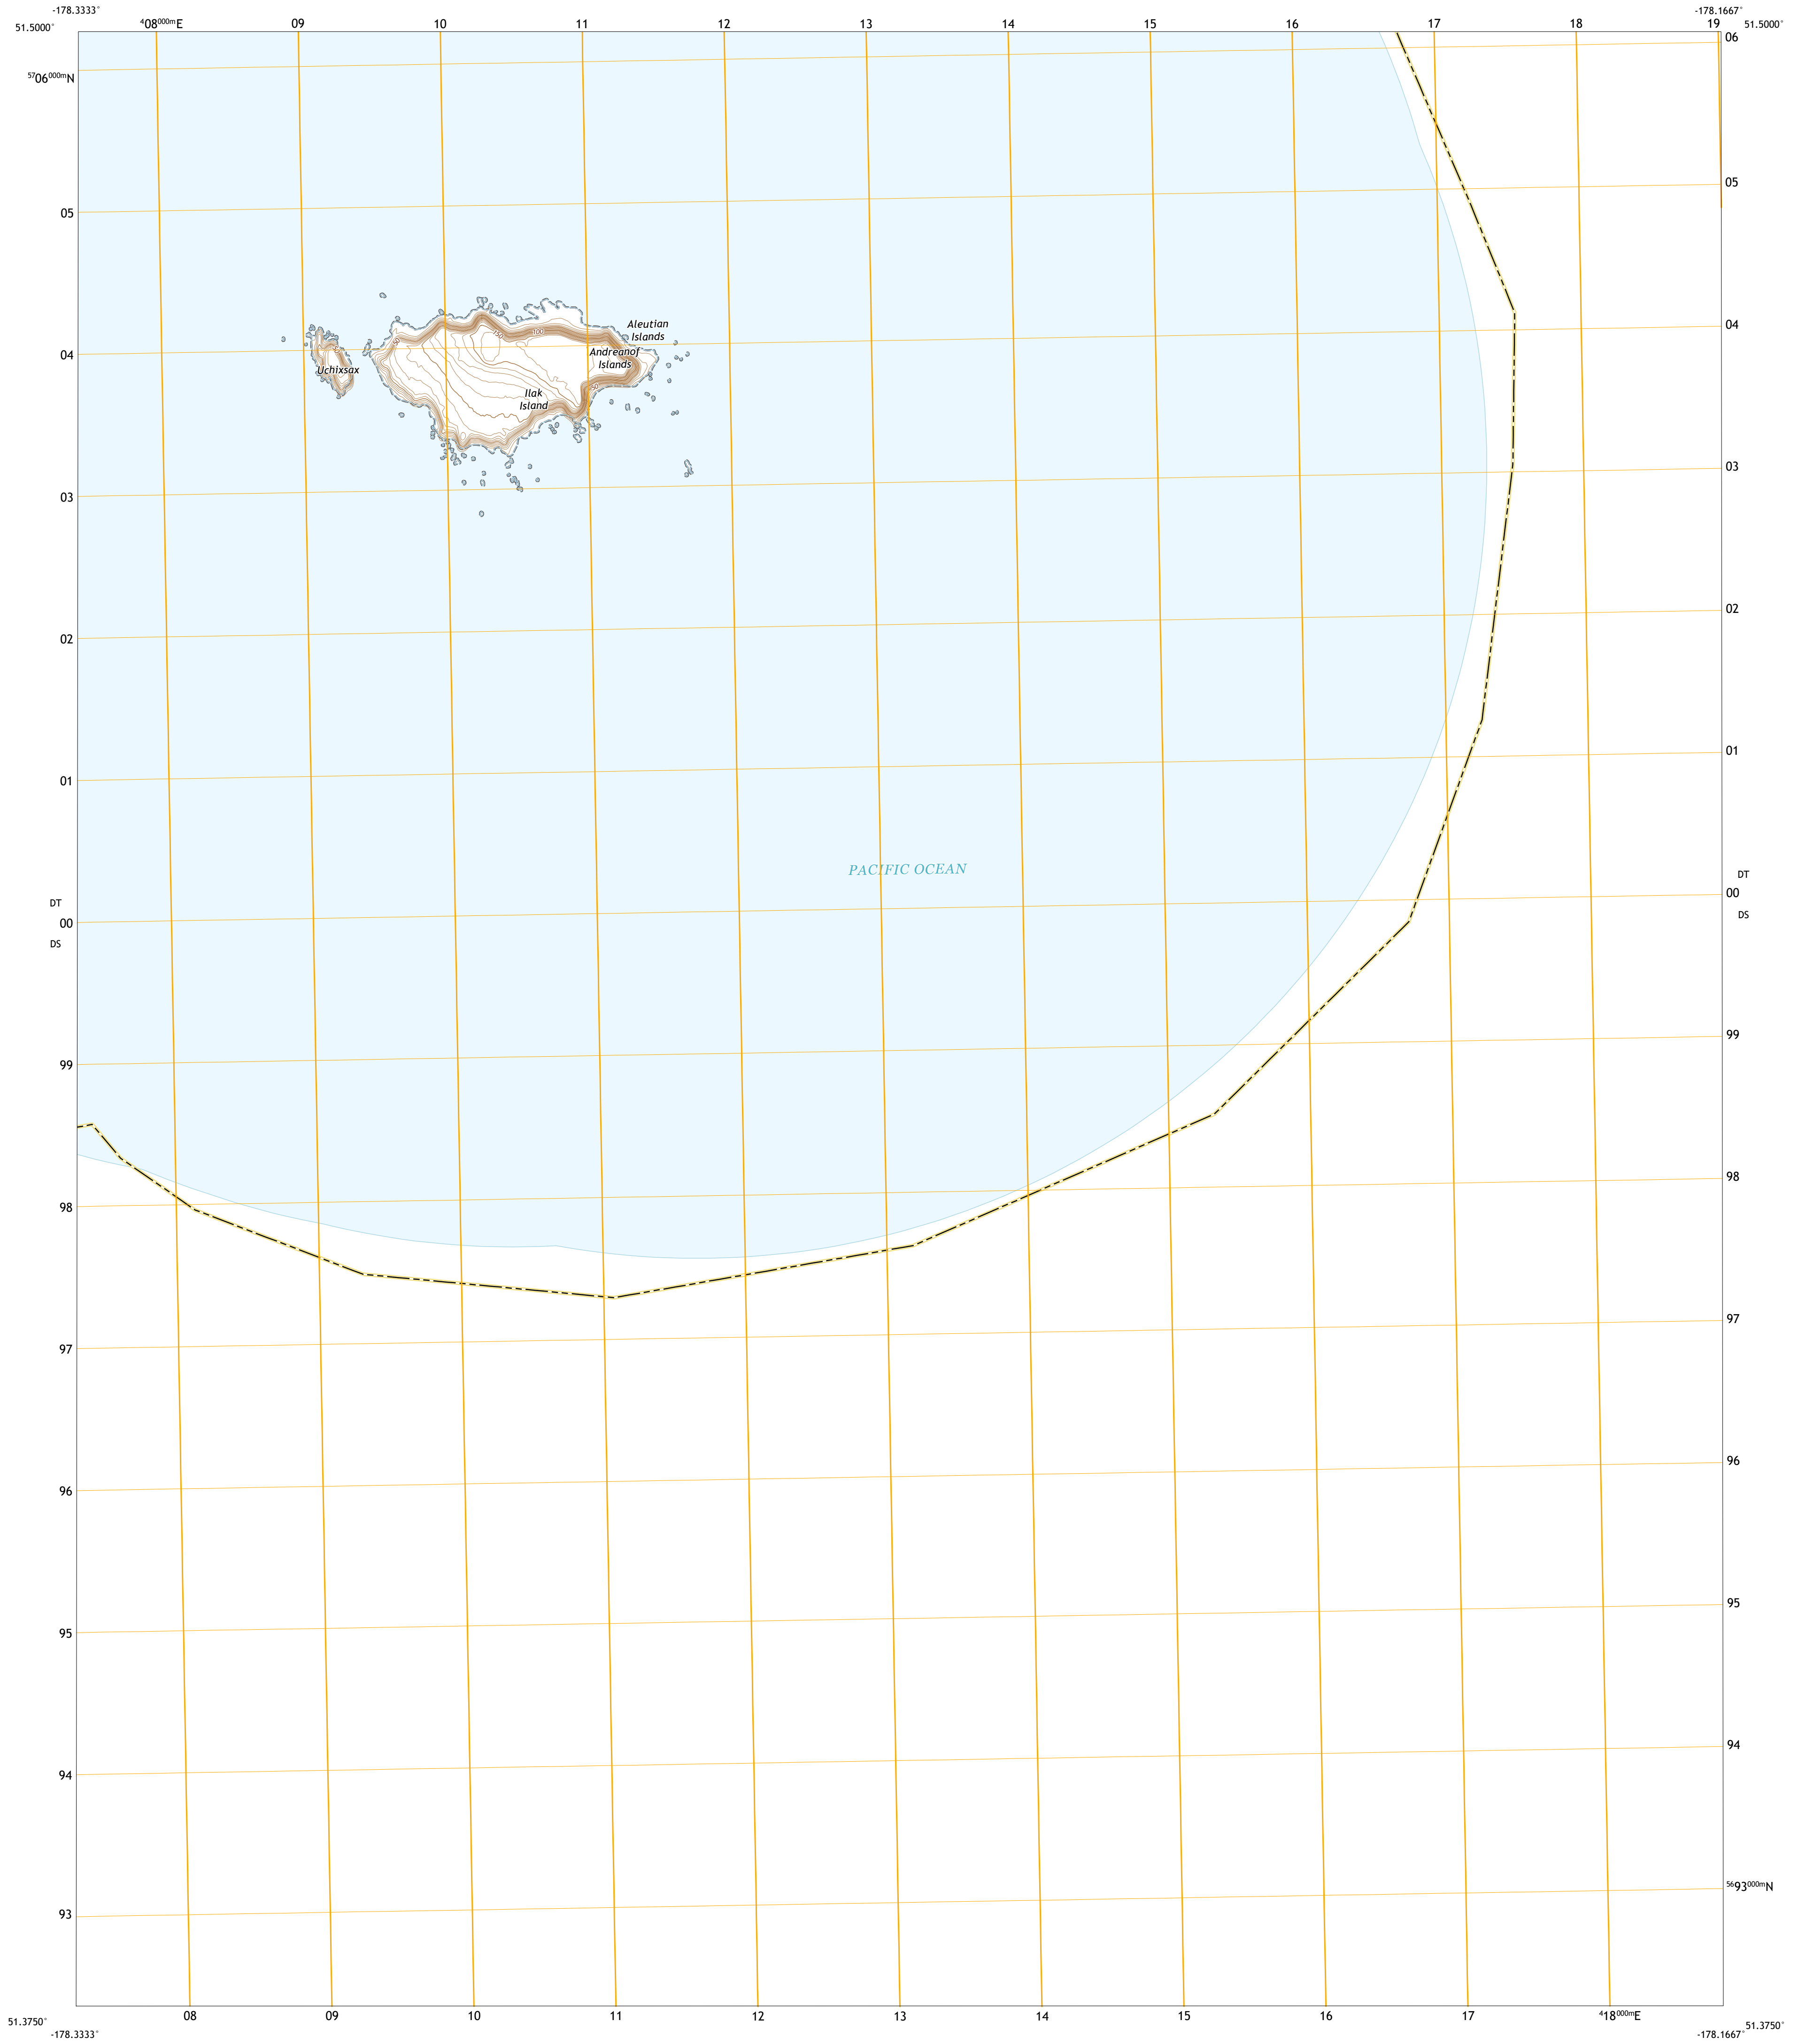 -178.3333° -178.1667°
51.5000° ⁴08⁰⁰⁰ᵐE 09 10 11 12 13 14 15 16 17 18 19 51.5000°
06
⁵⁷06⁰⁰⁰ᵐN
05
05
04
Aleutian
Islands
Andreanof
Islands
04
Uchixsax
50
150
100
50
Ilak
Island
03
03
02
02
01
01
PACIFIC OCEAN
DT
00
DS
DT
00
DS
99
99
98
98
97
97
96
96
95
95
94
94
⁵⁶93⁰⁰⁰ᵐN
93
08 09 10 11 12 13 14 15 16 17 ⁴18⁰⁰⁰ᵐE
51.3750° 51.3750°
-178.3333° -178.1667°